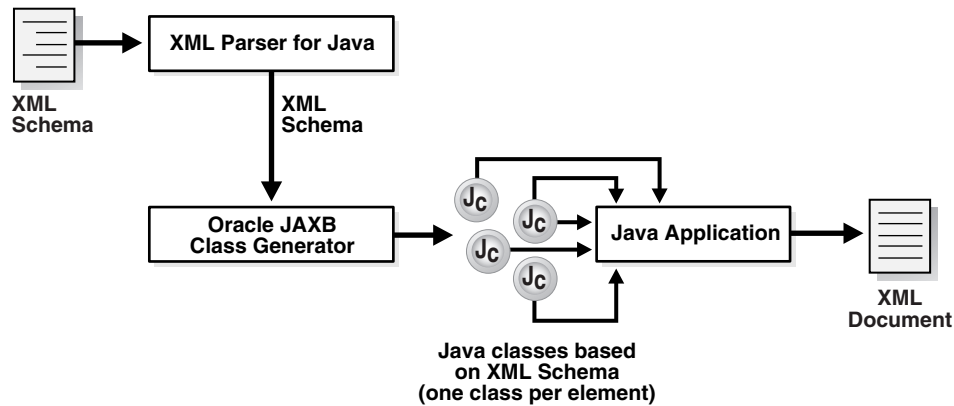 XML Parser for Java
XML
Schema
XML
Schema
Oracle JAXB
Class Generator
Jc
Jc
Jc
Jc
Java Application
XML
Document
Java classes based
on XML Schema
(one class per element)